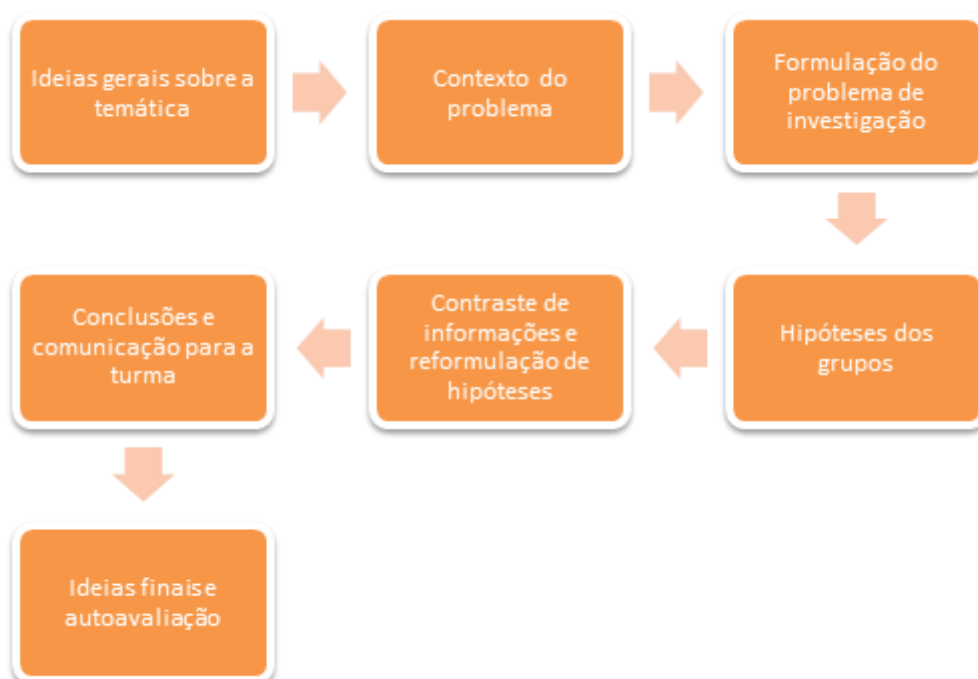 Ideias gerais sobre a
temática
Contexto do
problema
Formulação do
problema de
investigação
Hipóteses dos
grupos
Contraste de
informações e
reformulação de
hipóteses
Conclusões e
comunicação para a
turma
Ideias finais e
autoavaliação